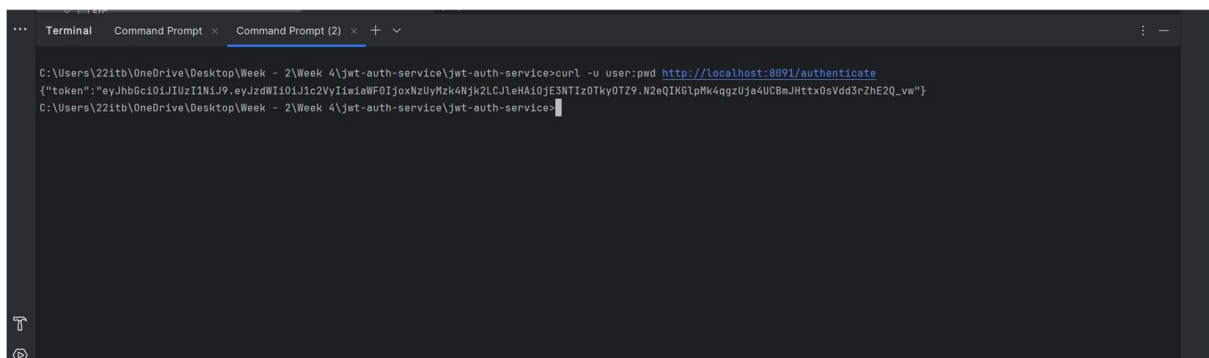 Terminal Command Prompt × Command Prompt (2) × + ⌄
C:\Users\22itb\OneDrive\Desktop\Week - 2\Week 4\jwt-auth-service\jwt-auth-service>curl -u user:pwd http://localhost:8091/authenticate
{"token":"eyJhbGciOiJIUzI1NiJ9.eyJzdWIiOiJ1c2VyIiwiaWF0IjoxNzUyMzk4Njk2LCJleHAiOjE3NTIzOTkyOTZ9.N2eQIKGlpMk4qgzUja4UCBmJHttxOsVdd3rZhE2Q_vw"}
C:\Users\22itb\OneDrive\Desktop\Week - 2\Week 4\jwt-auth-service\jwt-auth-service>